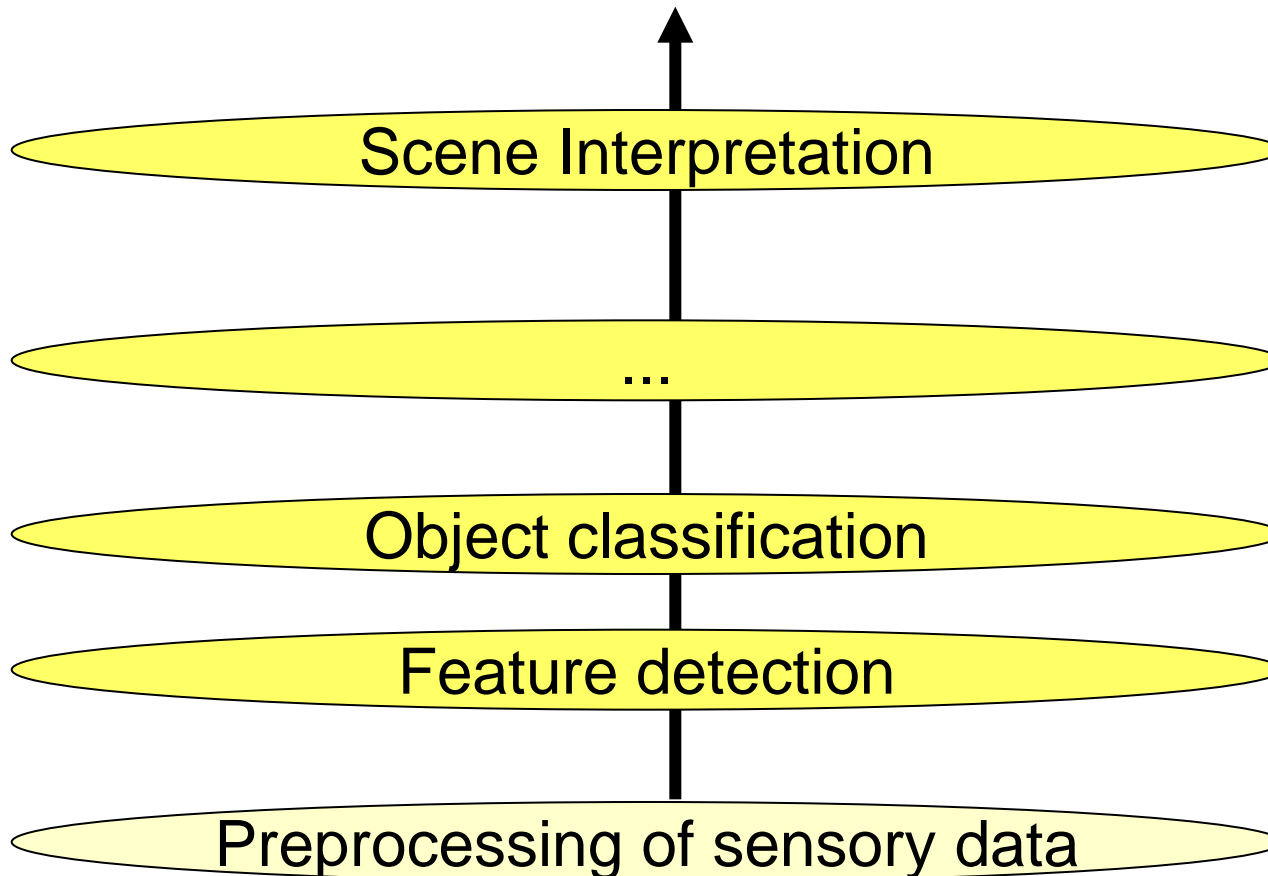 Scene Interpretation
...
Object classification
Feature detection
Preprocessing of sensory data